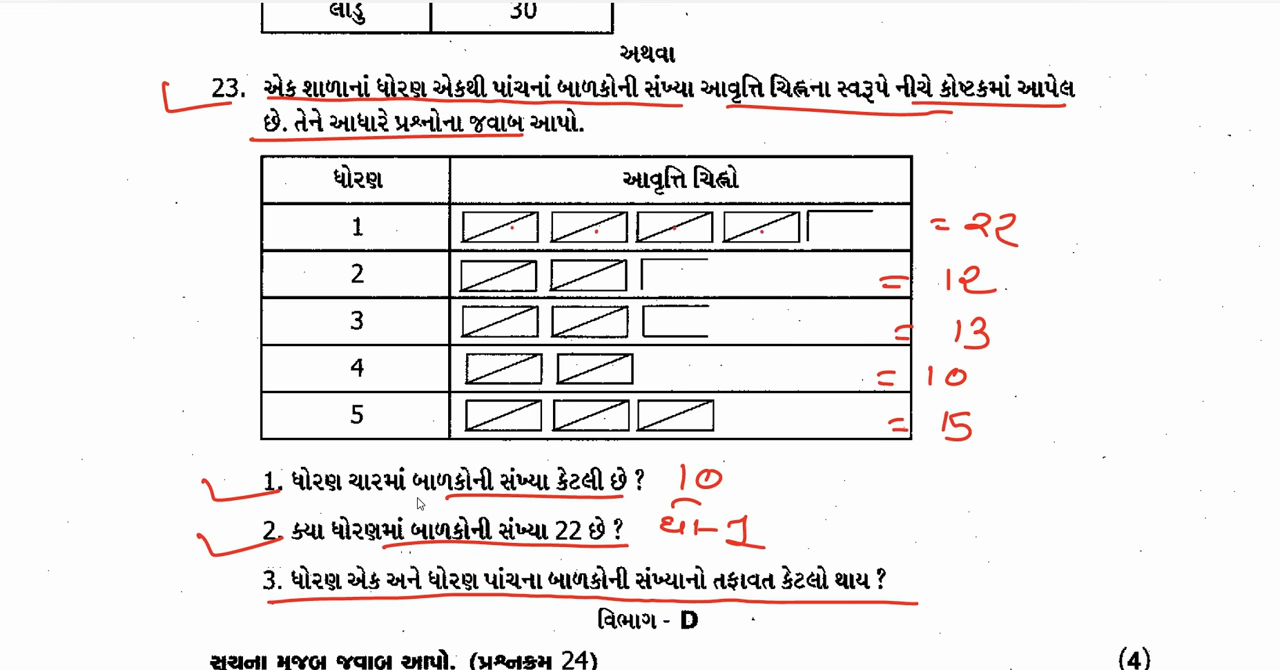 લાડુ 30
અથવા
23. એક શાળાનાં ધોરણ એકથી પાંચનાં બાળકોની સંખ્યા આવૃત્તિ ચિહ્નના સ્વરૂપે નીચે કોષ્ટકમાં આપેલ
છે. તેને આધારે પ્રશ્નોના જવાબ આપો.
ધોરણ આવૃત્તિ ચિહ્નો
1 = 22
2 = 12
3 = 13
4 = 10
5 = 15
1. ધોરણ ચારમાં બાળકોની સંખ્યા કેટલી છે ? 10
2. ક્યા ધોરણમાં બાળકોની સંખ્યા 22 છે ? ધો-1
3. ધોરણ એક અને ધોરણ પાંચના બાળકોની સંખ્યાનો તફાવત કેટલો થાય ?
વિભાગ - D
સૂચના મુજબ જવાબ આપો. (પ્રશ્નક્રમ 24) (4)